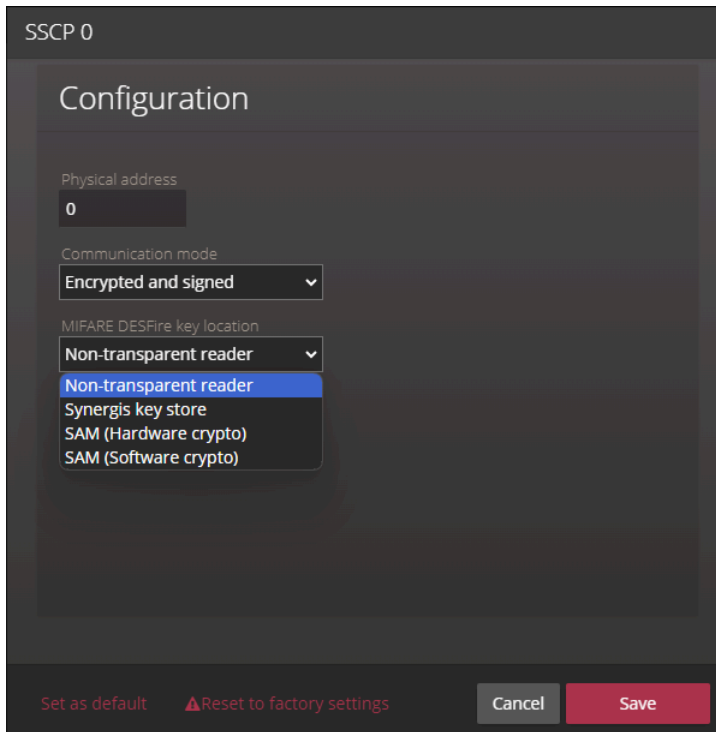 SSCP 0
Configuration
Physical address
0
Communication mode
Encrypted and signed
MIFARE DESFire key location
Non-transparent reader
Non-transparent reader
Synergis key store
SAM (Hardware crypto)
SAM (Software crypto)
Set as default Reset to factory settings Cancel Save